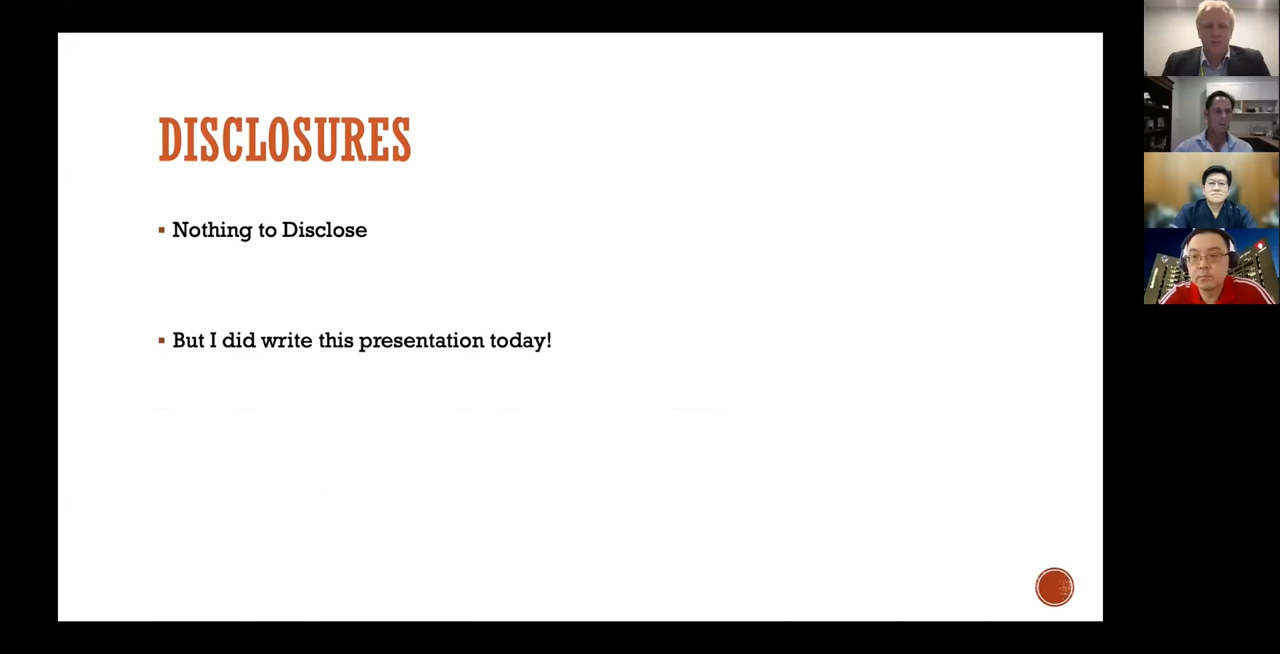 DISCLOSURES
▪ Nothing to Disclose
▪ But I did write this presentation today!